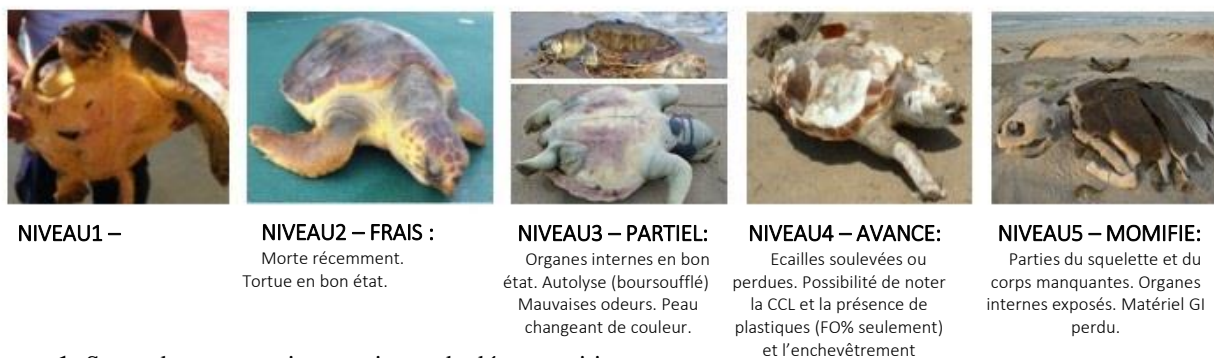 NIVEAU1 –
NIVEAU2 – FRAIS :
Morte récemment.
Tortue en bon état.
NIVEAU3 – PARTIEL:
Organes internes en bon
état. Autolyse (boursoufflé)
Mauvaises odeurs. Peau
changeant de couleur.
NIVEAU4 – AVANCE:
Ecailles soulevées ou
perdues. Possibilité de noter
la CCL et la présence de
plastiques (FO% seulement)
et l’enchevêtrement
NIVEAU5 – MOMIFIE:
Parties du squelette et du
corps manquantes. Organes
internes exposés. Matériel GI
perdu.